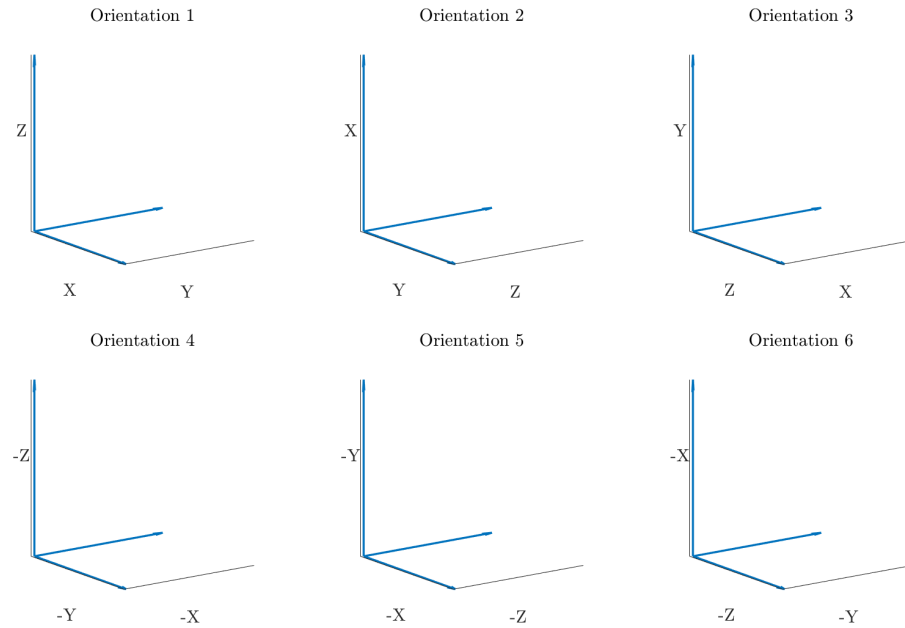 Orientation 1
Z
X
Y
Orientation 2
X
Y
Z
Orientation 3
Y
Z
X
Orientation 4
-Z
-Y
-X
Orientation 5
-Y
-X
-Z
Orientation 6
-X
-Z
-Y